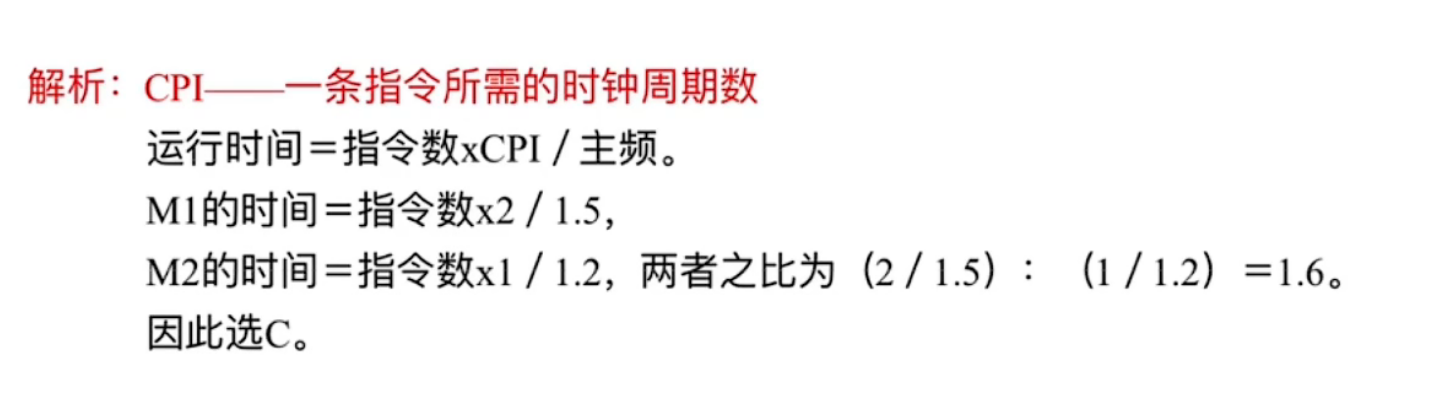 解析：CPI——一条指令所需的时钟周期数
运行时间＝指令数xCPI / 主频。
M1的时间＝指令数x2 / 1.5，
M2的时间＝指令数x1 / 1.2，两者之比为（2 / 1.5）：（1 / 1.2）＝1.6。
因此选C。